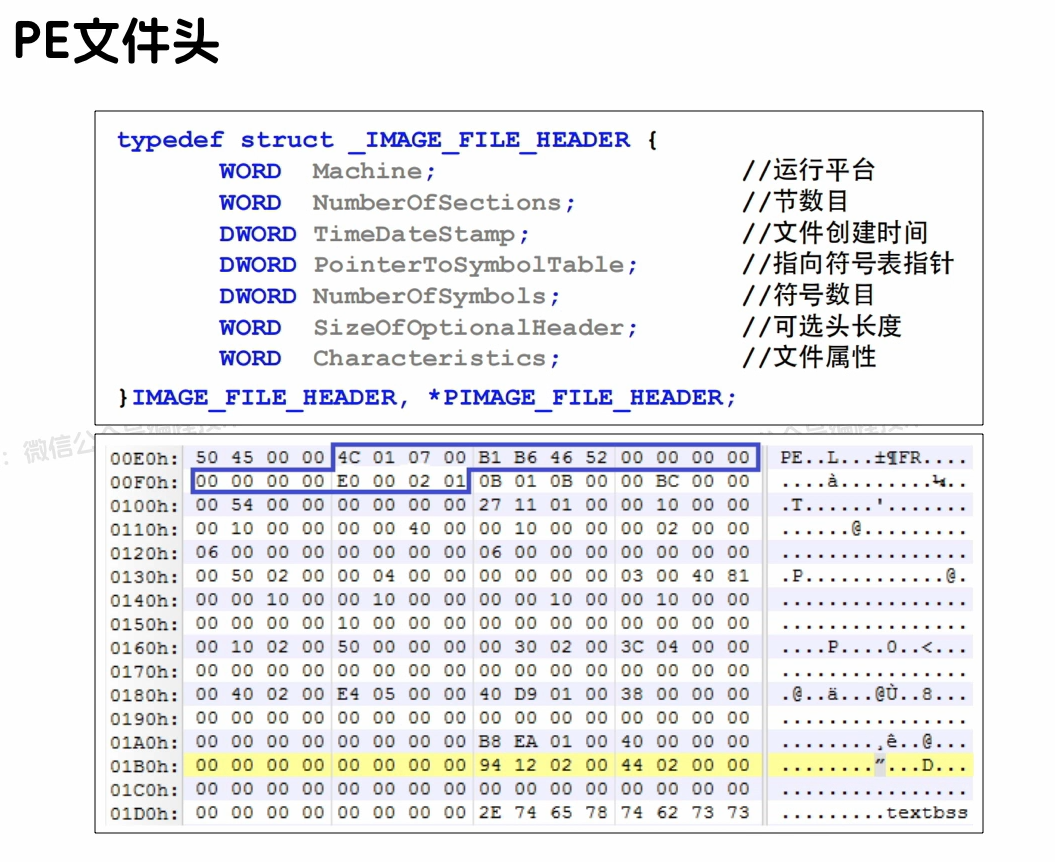 PE文件头
typedef struct _IMAGE_FILE_HEADER {
WORD Machine; //运行平台
WORD NumberOfSections; //节数目
DWORD TimeDateStamp; //文件创建时间
DWORD PointerToSymbolTable; //指向符号表指针
DWORD NumberOfSymbols; //符号数目
WORD SizeOfOptionalHeader; //可选头长度
WORD Characteristics; //文件属性
}IMAGE_FILE_HEADER, *PIMAGE_FILE_HEADER;
00E0h: 50 45 00 00 4C 01 07 00 B1 B6 46 52 00 00 00 00 PE..L...±¶FR....
00F0h: 00 00 00 00 E0 00 02 01 0B 01 0B 00 00 BC 00 00 ....à........¼..
0100h: 00 54 00 00 00 00 00 00 27 11 01 00 00 10 00 00 .T......'.......
0110h: 00 10 00 00 00 00 40 00 00 10 00 00 00 02 00 00 ......@.........
0120h: 06 00 00 00 00 00 00 00 06 00 00 00 00 00 00 00 ................
0130h: 00 50 02 00 00 04 00 00 00 00 00 00 03 00 40 81 .P............@.
0140h: 00 00 10 00 00 10 00 00 00 00 10 00 00 10 00 00 ................
0150h: 00 00 00 00 10 00 00 00 00 00 00 00 00 00 00 00 ................
0160h: 00 10 02 00 50 00 00 00 00 30 02 00 3C 04 00 00 ....P....0..<...
0170h: 00 00 00 00 00 00 00 00 00 00 00 00 00 00 00 00 ................
0180h: 00 40 02 00 E4 05 00 00 40 D9 01 00 38 00 00 00 .@..ä...@Ù..8...
0190h: 00 00 00 00 00 00 00 00 00 00 00 00 00 00 00 00 ................
01A0h: 00 00 00 00 00 00 00 00 B8 EA 01 00 40 00 00 00 ........¸ê..@...
01B0h: 00 00 00 00 00 00 00 00 94 12 02 00 44 02 00 00 ........”...D...
01C0h: 00 00 00 00 00 00 00 00 00 00 00 00 00 00 00 00 ................
01D0h: 00 00 00 00 00 00 00 00 2E 74 65 78 74 62 73 73 .........textbss
：微信公